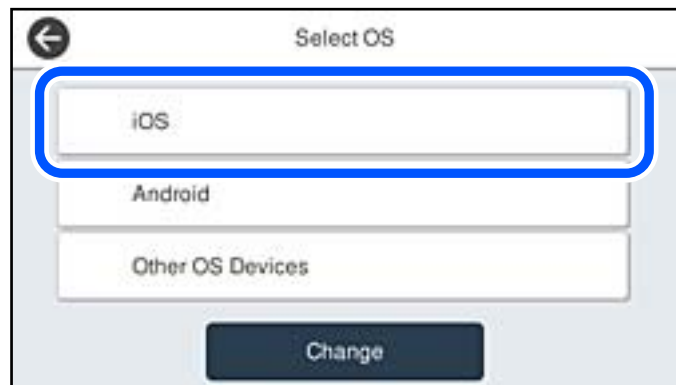 Select OS
iOS
Android
Other OS Devices
Change